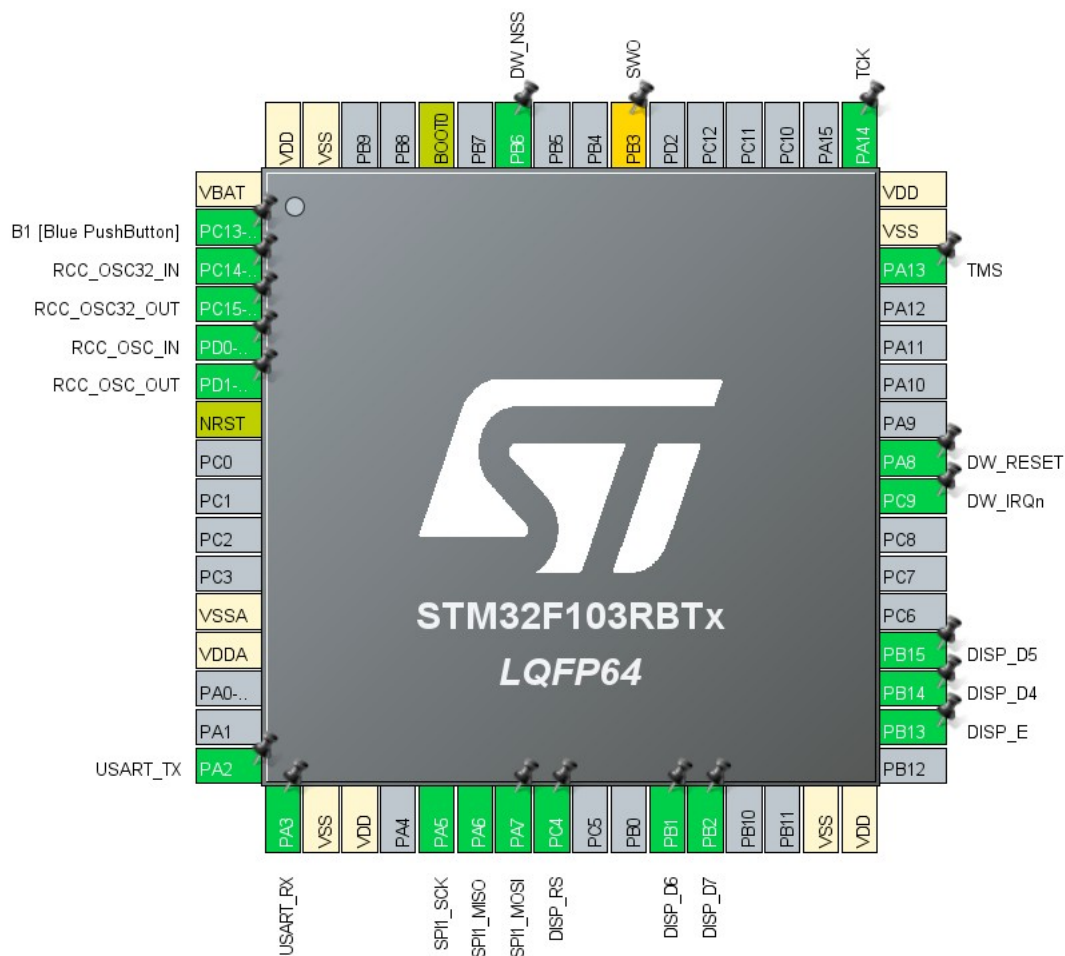 DW_NSS
SWO
TCK
VDD
VSS
PB9
PB8
BOOT0
PB7
PB6
PB5
PB4
PB3
PD2
PC12
PC11
PC10
PA15
PA14
VBAT
B1 [Blue PushButton] PC13-..
RCC_OSC32_IN PC14-..
RCC_OSC32_OUT PC15-..
RCC_OSC_IN PD0-..
RCC_OSC_OUT PD1-..
NRST
PC0
PC1
PC2
PC3
VSSA
VDDA
PA0-..
PA1
USART_TX PA2
STM32F103RBTx
LQFP64
VDD
VSS
PA13 TMS
PA12
PA11
PA10
PA9
PA8 DW_RESET
PC9 DW_IRQn
PC8
PC7
PC6
PB15 DISP_D5
PB14 DISP_D4
PB13 DISP_E
PB12
PA3
VSS
VDD
PA4
PA5
PA6
PA7
PC4
PC5
PB0
PB1
PB2
PB10
PB11
VSS
VDD
USART_RX
SPI1_SCK
SPI1_MISO
SPI1_MOSI
DISP_RS
DISP_D6
DISP_D7